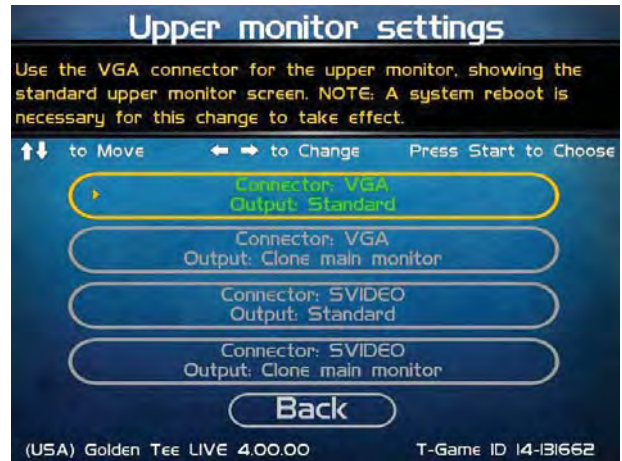 Upper monitor settings
Use the VGA connector for the upper monitor, showing the
standard upper monitor screen. NOTE: A system reboot is
necessary for this change to take effect.
to Move to Change Press Start to Choose
Connector: VGA
Output: Standard
Connector: VGA
Output: Clone main monitor
Connector: SVIDEO
Output: Standard
Connector: SVIDEO
Output: Clone main monitor
Back
(USA) Golden Tee LIVE 4.00.00 T-Game ID 14-131662